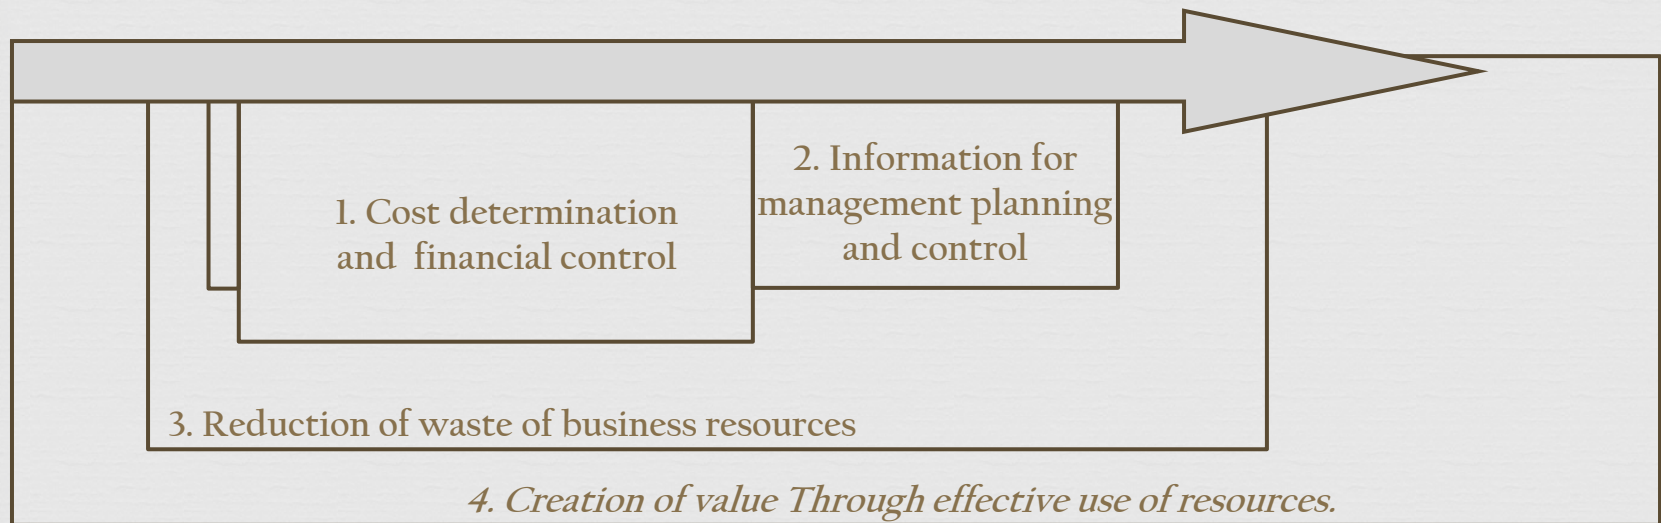 1. Cost determination
and financial control
2. Information for
management planning
and control
3. Reduction of waste of business resources
4. Creation of value Through effective use of resources.